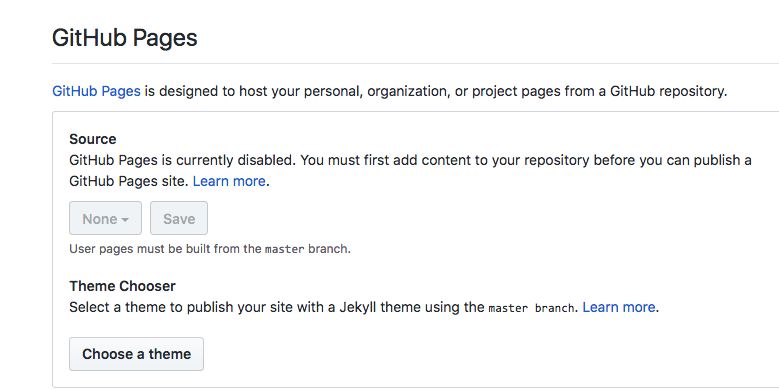 GitHub Pages
GitHub Pages is designed to host your personal, organization, or project pages from a GitHub repository.
Source
GitHub Pages is currently disabled. You must first add content to your repository before you can publish a
GitHub Pages site. Learn more.
None Save
User pages must be built from the master branch.
Theme Chooser
Select a theme to publish your site with a Jekyll theme using the master branch. Learn more.
Choose a theme